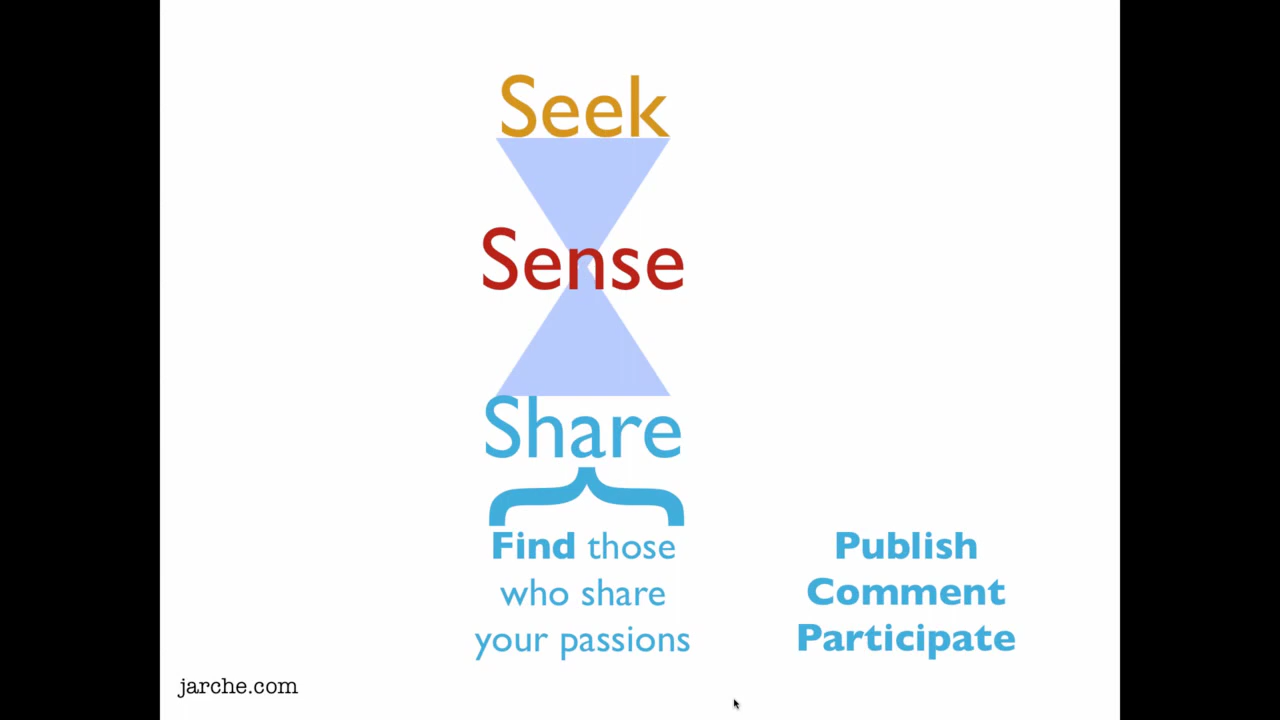 Seek
Sense
Share
Find those
who share
your passions
Publish
Comment
Participate
jarche.com